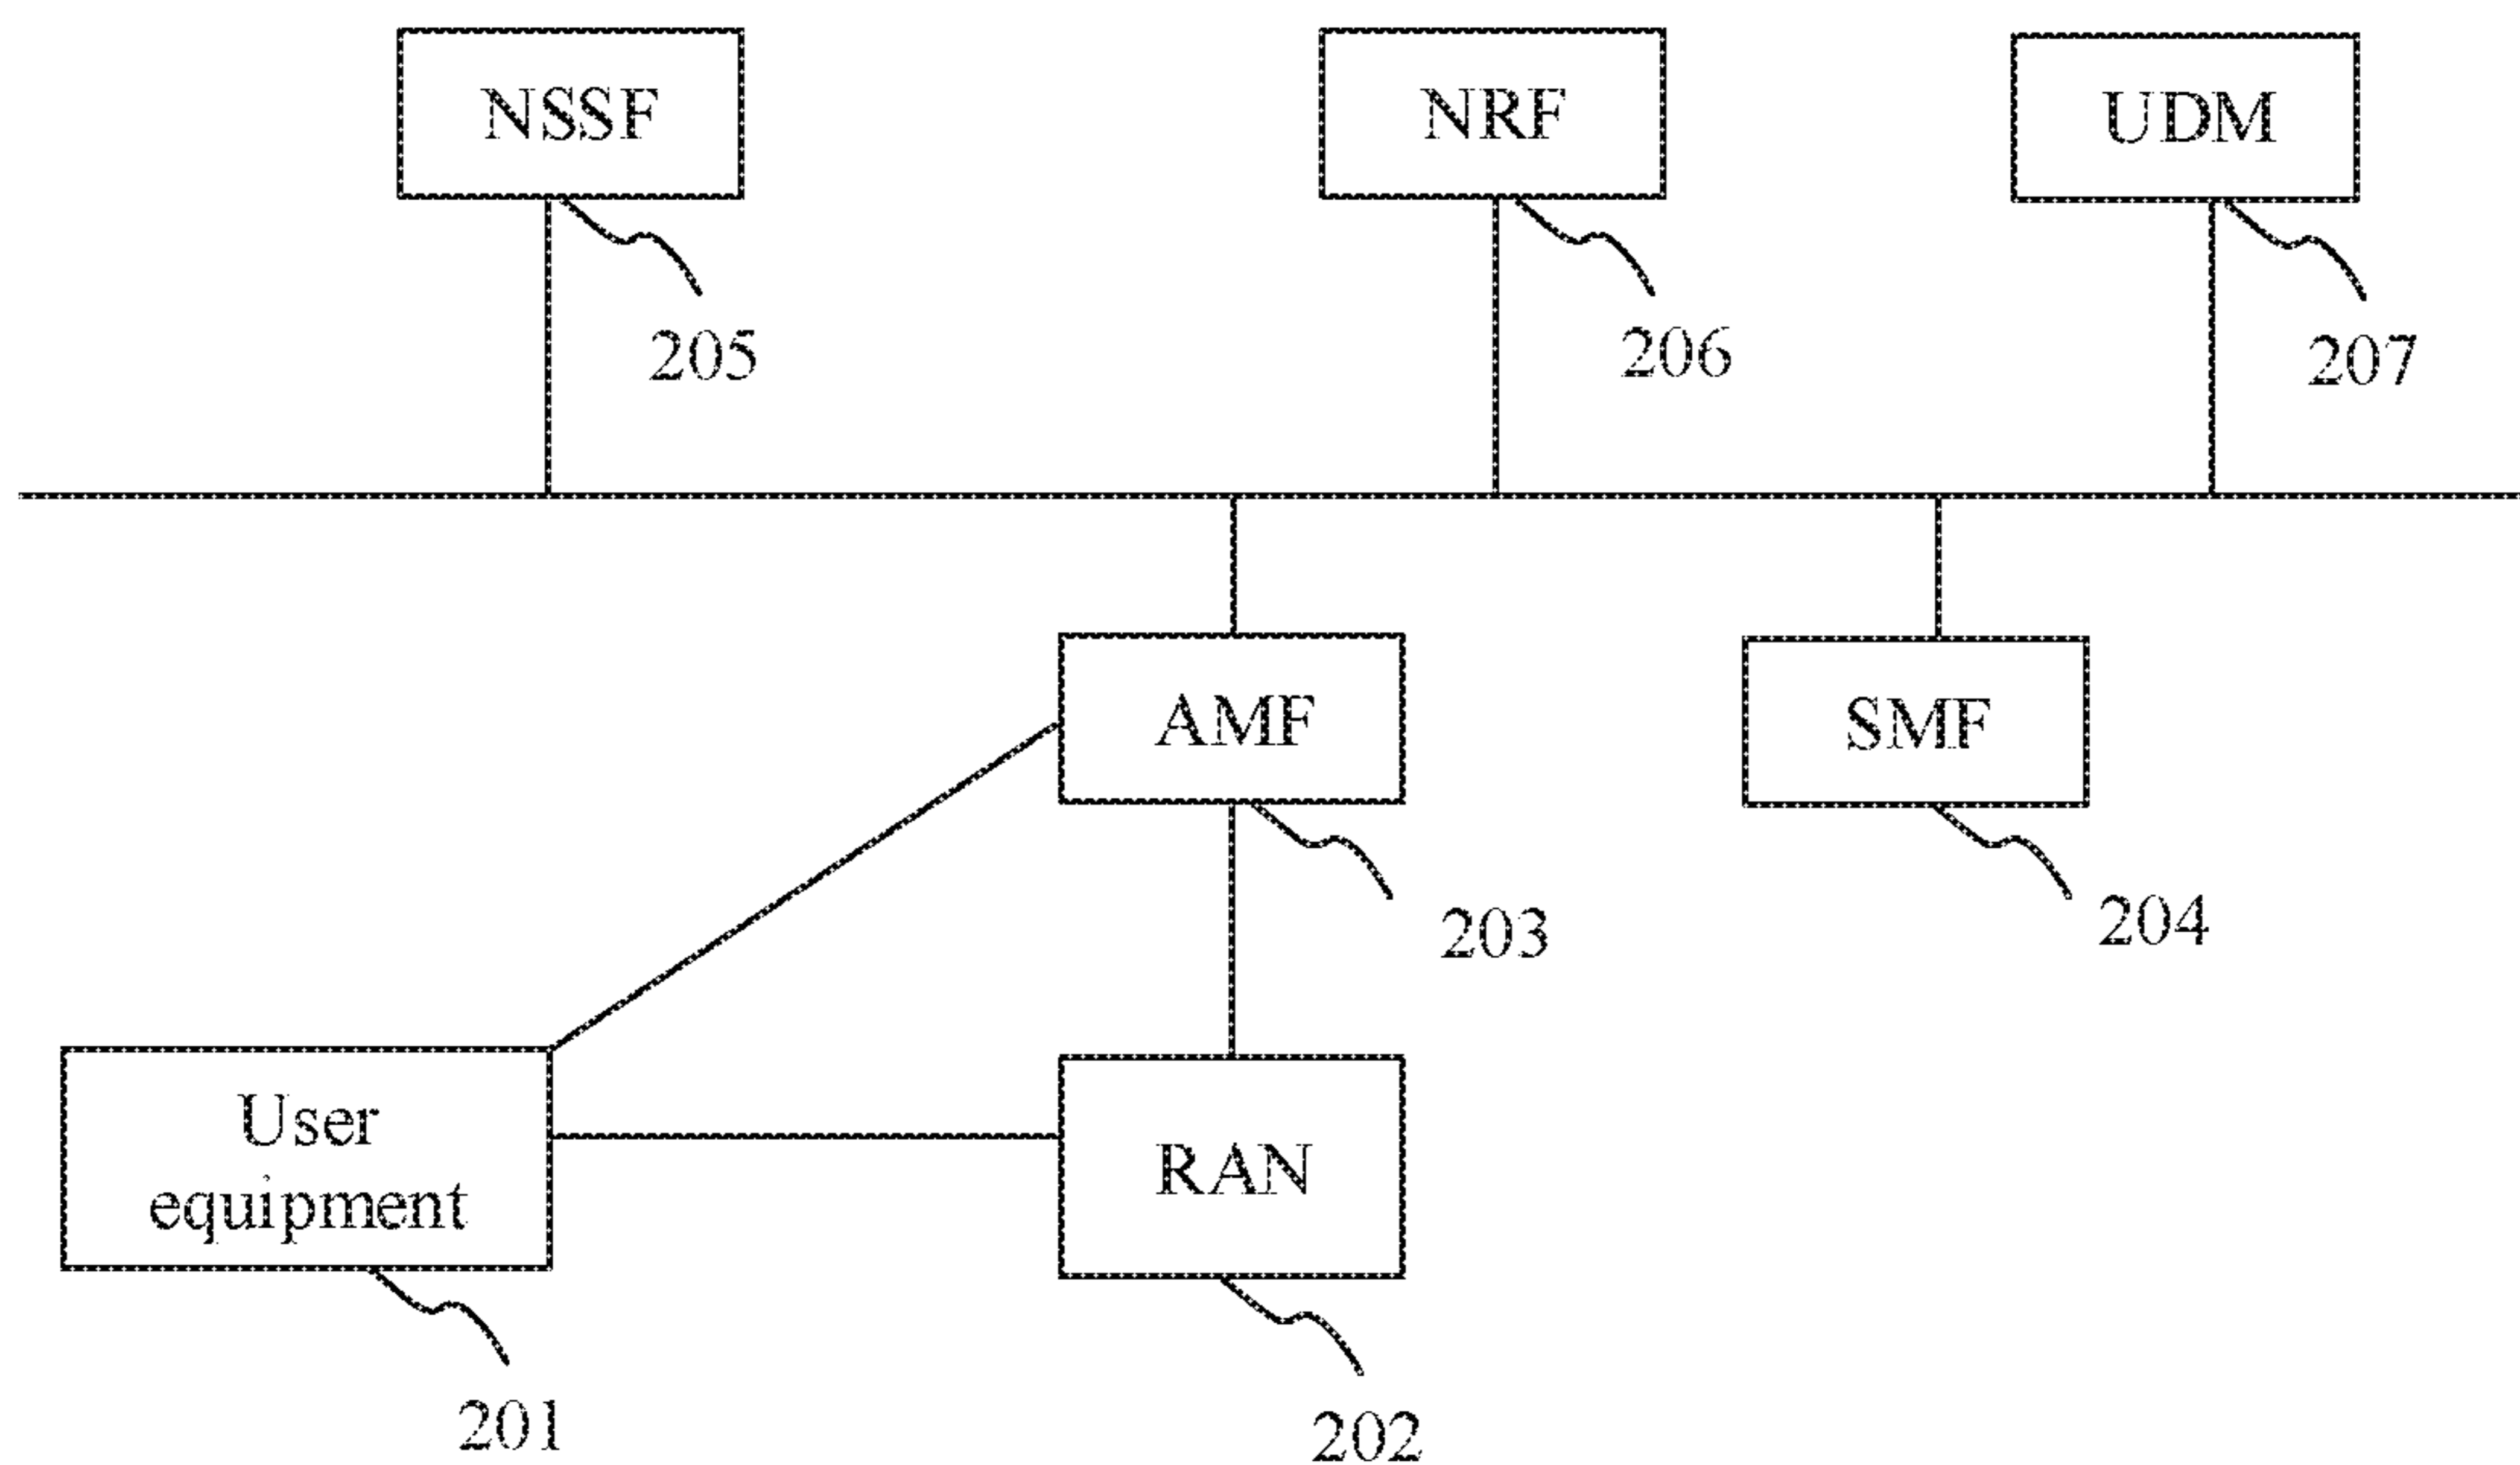 NSSF
NRF
UDM
205
206
207
AMF
SMF
203
204
User
equipment
RAN
201
202